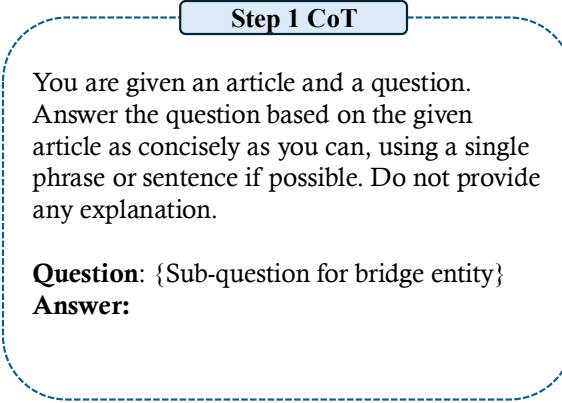 Step 1 CoT
You are given an article and a question.
Answer the question based on the given
article as concisely as you can, using a single
phrase or sentence if possible. Do not provide
any explanation.
Question: {Sub-question for bridge entity}
Answer: